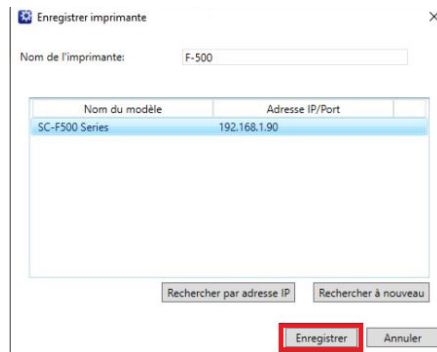 Enregistrer imprimante
Nom de l'imprimante: F-500
Nom du modèle Adresse IP/Port
SC-F500 Series 192.168.1.90
Rechercher par adresse IP Rechercher à nouveau
Enregistrer Annuler